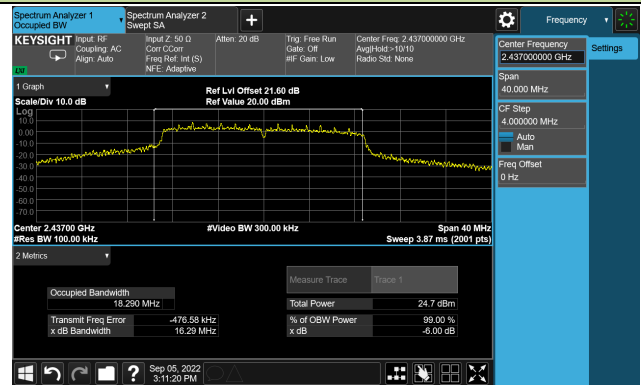 Spectrum Analyzer 1
Occupied BW
Spectrum Analyzer 2
Swept SA
Frequency
KEYSIGHT
Input: RF
Coupling: AC
Align: Auto
Input Z: 50 Ω
Corr CCorr
Freq Ref: Int (S)
NFE: Adaptive
Atten: 20 dB
Trig: Free Run
Gate: Off
#IF Gain: Low
Center Freq: 2.437000000 GHz
Avg|Hold:>10/10
Radio Std: None
LXI
Center Frequency
2.437000000 GHz
Settings
Span
40.000 MHz
CF Step
4.000000 MHz
Auto
Man
Freq Offset
0 Hz
1 Graph
Scale/Div 10.0 dB
Ref Lvl Offset 21.60 dB
Ref Value 20.00 dBm
Log
10.0
0.00
-10.0
-20.0
-30.0
-40.0
-50.0
-60.0
-70.0
Center 2.43700 GHz
#Res BW 100.00 kHz
#Video BW 300.00 kHz
Span 40 MHz
Sweep 3.87 ms (2001 pts)
2 Metrics
Measure Trace
Trace 1
Occupied Bandwidth
18.290 MHz
Total Power
24.7 dBm
Transmit Freq Error
-476.58 kHz
% of OBW Power
99.00 %
x dB Bandwidth
16.29 MHz
x dB
-6.00 dB
?
Sep 05, 2022
3:11:20 PM